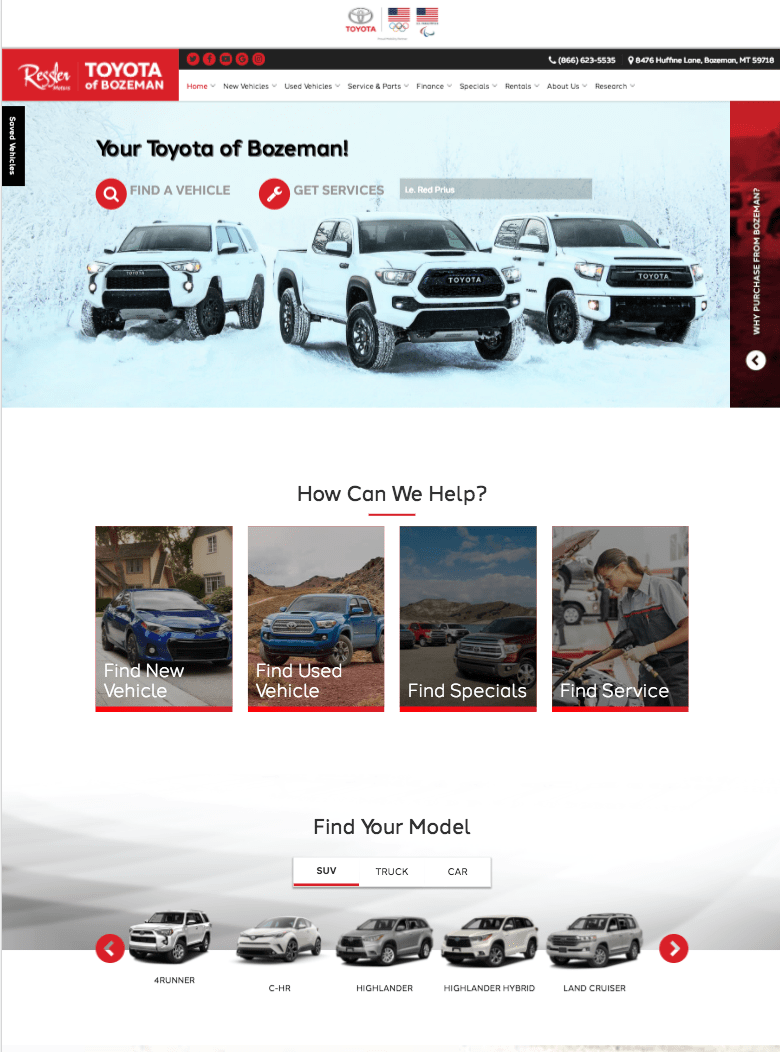 TOYOTA
Ressler
Motors
TOYOTA
of BOZEMAN
(866) 623-5535
8476 Huffine Lane, Bozeman, MT 59718
Home
New Vehicles
Used Vehicles
Service & Parts
Finance
Specials
Rentals
About Us
Research
Saved Vehicles
Your Toyota of Bozeman!
FIND A VEHICLE
GET SERVICES
i.e. Red Prius
TOYOTA
TOYOTA
TOYOTA
WHY PURCHASE FROM BOZEMAN?
How Can We Help?
Find New
Vehicle
Find Used
Vehicle
Find Specials
Find Service
Find Your Model
SUV
TRUCK
CAR
4RUNNER
C-HR
HIGHLANDER
HIGHLANDER HYBRID
LAND CRUISER